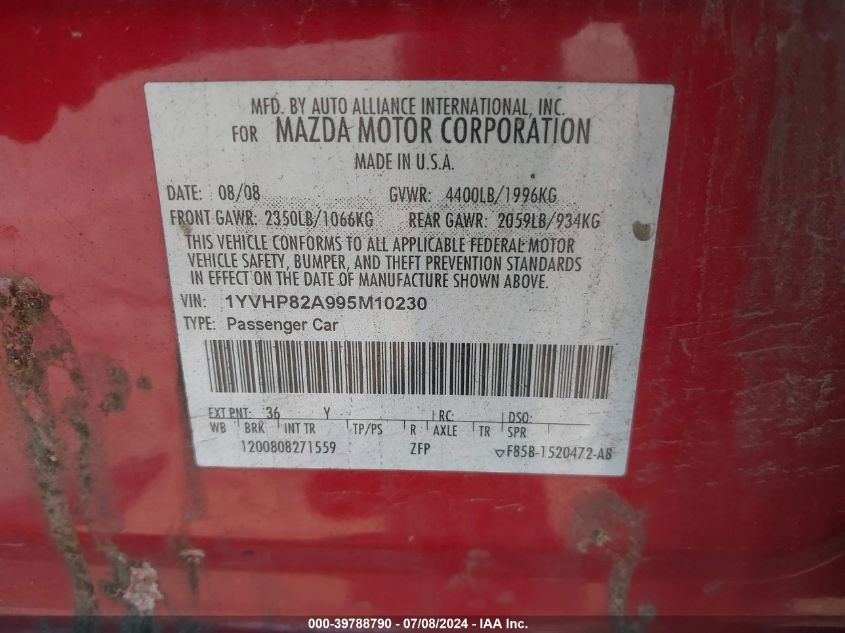 MFD. BY AUTO ALLIANCE INTERNATIONAL, INC.
FOR MAZDA MOTOR CORPORATION
MADE IN U.S.A.
DATE: 08/08 GVWR: 4400LB/1996KG
FRONT GAWR: 2350LB/1066KG REAR GAWR: 2059LB/934KG
THIS VEHICLE CONFORMS TO ALL APPLICABLE FEDERAL MOTOR
VEHICLE SAFETY, BUMPER, AND THEFT PREVENTION STANDARDS
IN EFFECT ON THE DATE OF MANUFACTURE SHOWN ABOVE.
VIN: 1YVHP82A995M10230
TYPE: Passenger Car
EXT PNT: 36 Y RC: DSO:
WB BRK INT TR TP/PS R AXLE TR SPR
1200808271559 ZFP ▽F85B-1520472-AB
000-39788790 - 07/08/2024 - IAAI Inc.